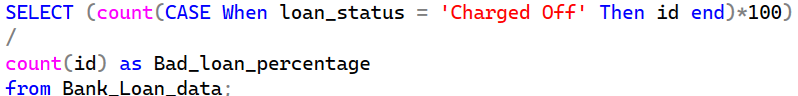 SELECT (count(CASE When loan_status = 'Charged Off' Then id end)*100)
/
count(id) as Bad_loan_percentage
from Bank_Loan_data;